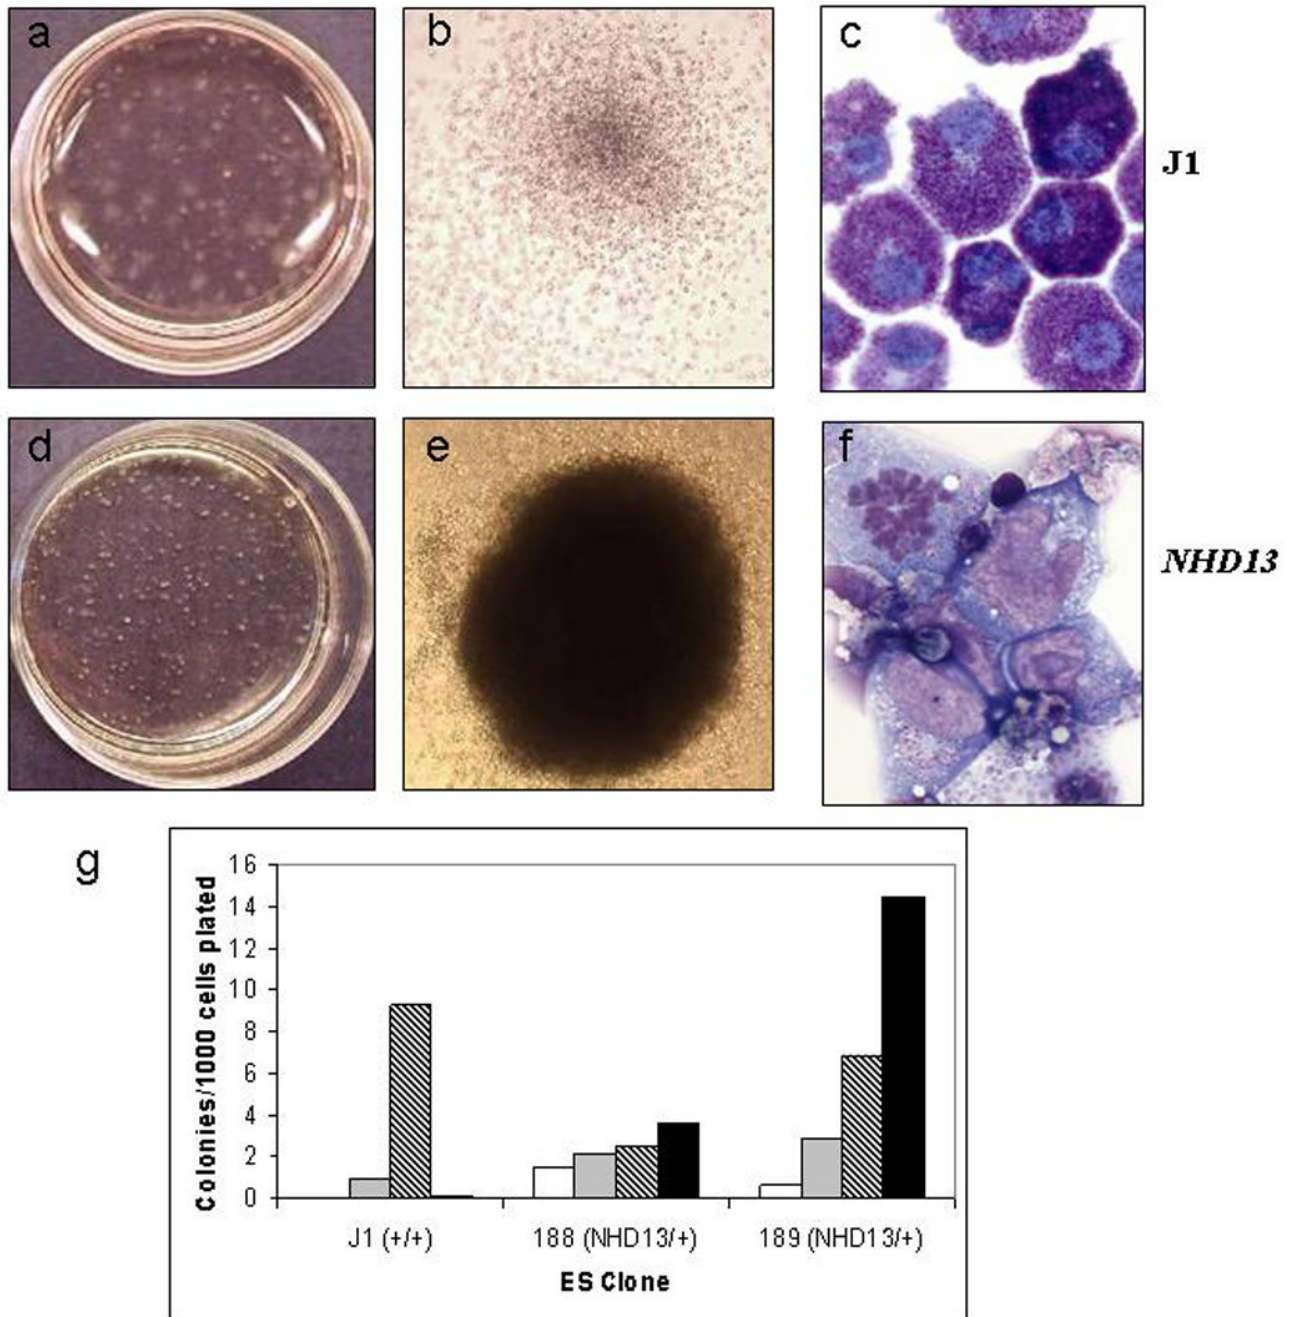 a
b
c
J1
d
e
f
NHD13
g
16
14
12
10
8
6
4
2
0
Colonies/1000 cells plated
J1 (+/+)
188 (NHD13/+)
189 (NHD13/+)
ES Clone